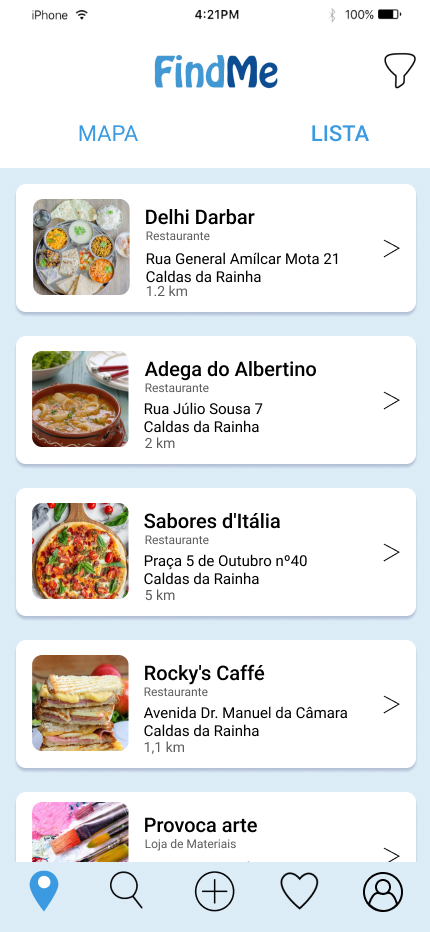 iPhone 4:21PM 100%
FindMe
MAPA LISTA
Delhi Darbar
Restaurante
Rua General Amílcar Mota 21
Caldas da Rainha
1.2 km
Adega do Albertino
Restaurante
Rua Júlio Sousa 7
Caldas da Rainha
2 km
Sabores d'Itália
Restaurante
Praça 5 de Outubro nº40
Caldas da Rainha
5 km
Rocky's Caffé
Restaurante
Avenida Dr. Manuel da Câmara
Caldas da Rainha
1,1 km
Provoca arte
Loja de Materiais